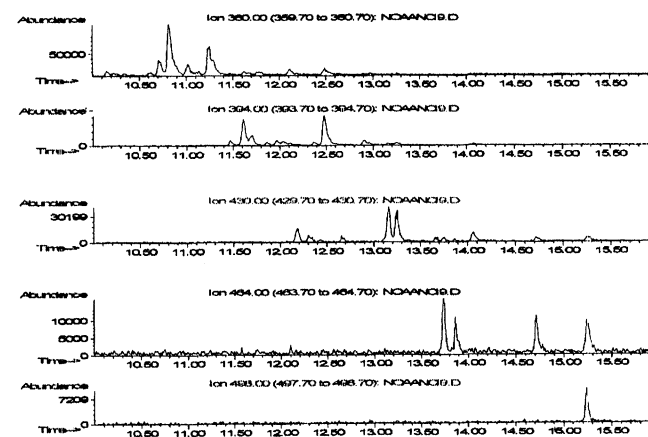 Abundance
Ion 360.00 (359.70 to 360.70): NOAANCI9.D
50000
Time-->
10.50 11.00 11.50 12.00 12.50 13.00 13.50 14.00 14.50 15.00 15.50
Abundance
Ion 394.00 (393.70 to 394.70): NOAANCI9.D
0
Time-->
10.50 11.00 11.50 12.00 12.50 13.00 13.50 14.00 14.50 15.00 15.50
Abundance
Ion 430.00 (429.70 to 430.70): NOAANCI9.D
30199
0
Time-->
10.50 11.00 11.50 12.00 12.50 13.00 13.50 14.00 14.50 15.00 15.50
Abundance
Ion 464.00 (463.70 to 464.70): NOAANCI9.D
10000
5000
0
Time-->
10.50 11.00 11.50 12.00 12.50 13.00 13.50 14.00 14.50 15.00 15.50
Abundance
Ion 498.00 (497.70 to 498.70): NOAANCI9.D
7209
0
Time-->
10.50 11.00 11.50 12.00 12.50 13.00 13.50 14.00 14.50 15.00 15.50